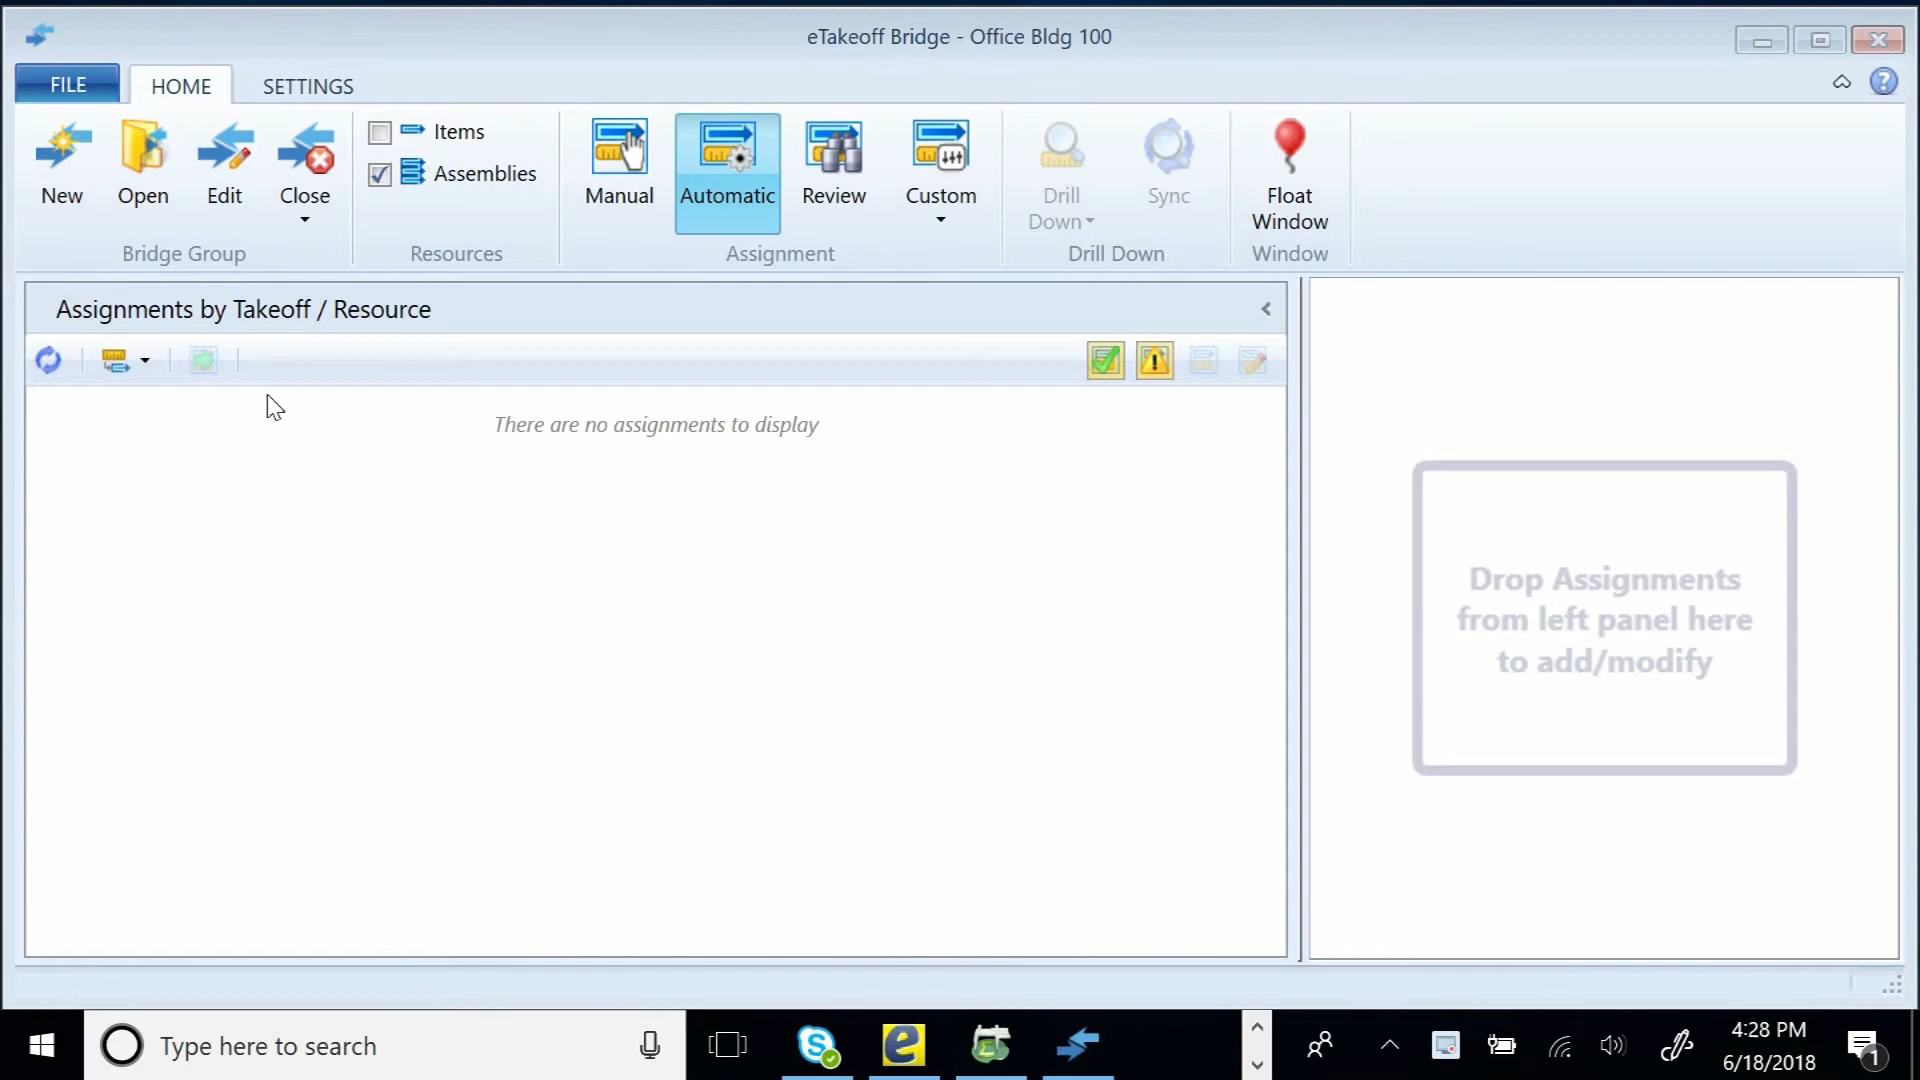 eTakeoff Bridge - Office Bldg 100
FILE
HOME
SETTINGS
New
Open
Edit
Close
Bridge Group
Items
Assemblies
Resources
Manual
Automatic
Review
Custom
Assignment
Drill
Down
Sync
Drill Down
Float
Window
Window
Assignments by Takeoff / Resource
There are no assignments to display
Drop Assignments
from left panel here
to add/modify
Type here to search
4:28 PM
6/18/2018
1